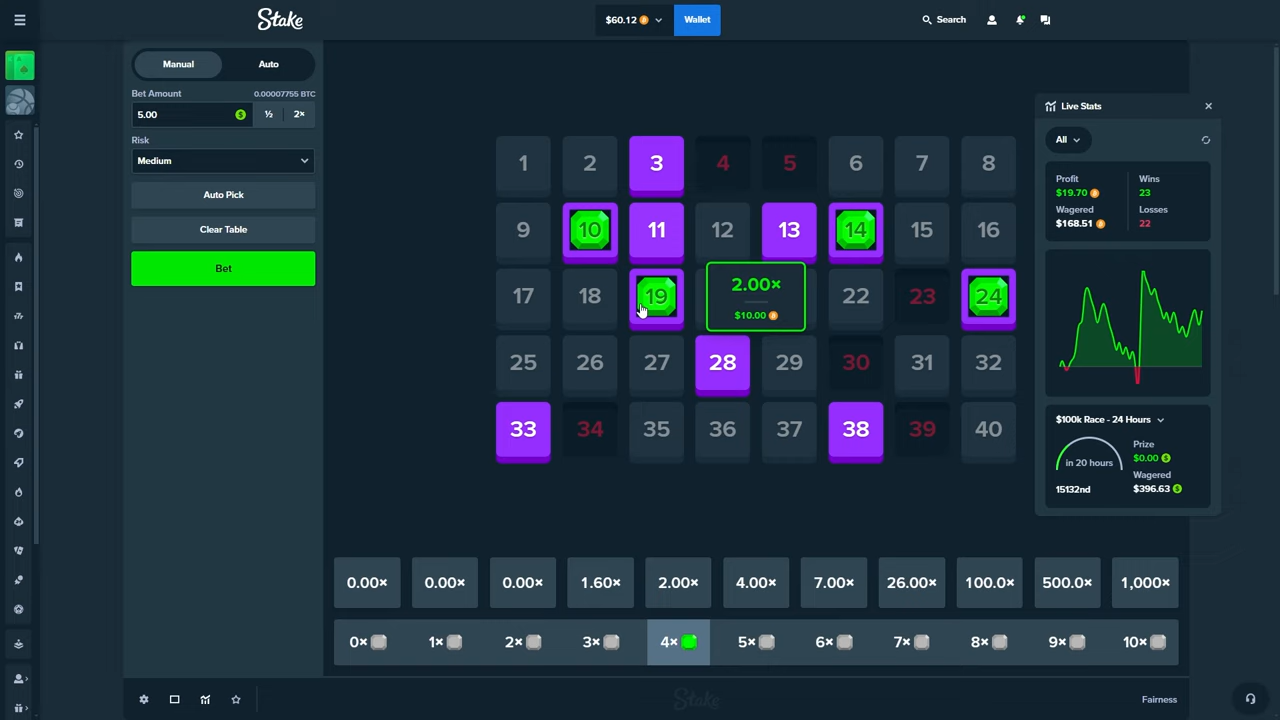 Stake
$60.12
Wallet
Search
Manual
Auto
Bet Amount
0.00007755 BTC
5.00
½
2×
Risk
Medium
Auto Pick
Clear Table
Bet
1 2 3 4 5 6 7 8
9 10 11 12 13 14 15 16
17 18 19 22 23 24
25 26 27 28 29 30 31 32
33 34 35 36 37 38 39 40
2.00×
$10.00
Live Stats
All
Profit
$19.70
Wins
23
Wagered
$168.51
Losses
22
$100k Race - 24 Hours
in 20 hours
15132nd
Prize
$0.00
Wagered
$396.63
0.00× 0.00× 0.00× 1.60× 2.00× 4.00× 7.00× 26.00× 100.0× 500.0× 1,000×
0× 1× 2× 3× 4× 5× 6× 7× 8× 9× 10×
Stake
Fairness